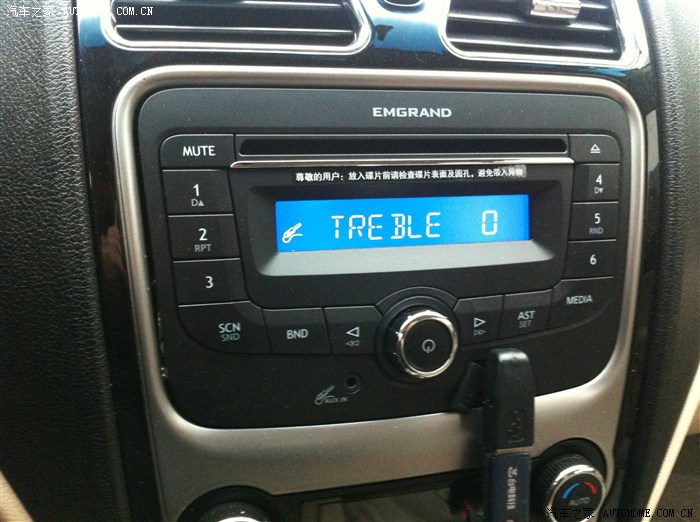 汽车之家 AUTOHOME.COM.CN
EMGRAND
MUTE
尊敬的用户：放入碟片前请检查碟片表面及圆孔，避免带入异物
1
D▲
4
D▼
TREBLE 0
2
RPT
5
RND
3
6
SCN
SND
BND
AST
SET
MEDIA
AUX IN
AUTO
汽车之家 AUTOHOME.COM.CN